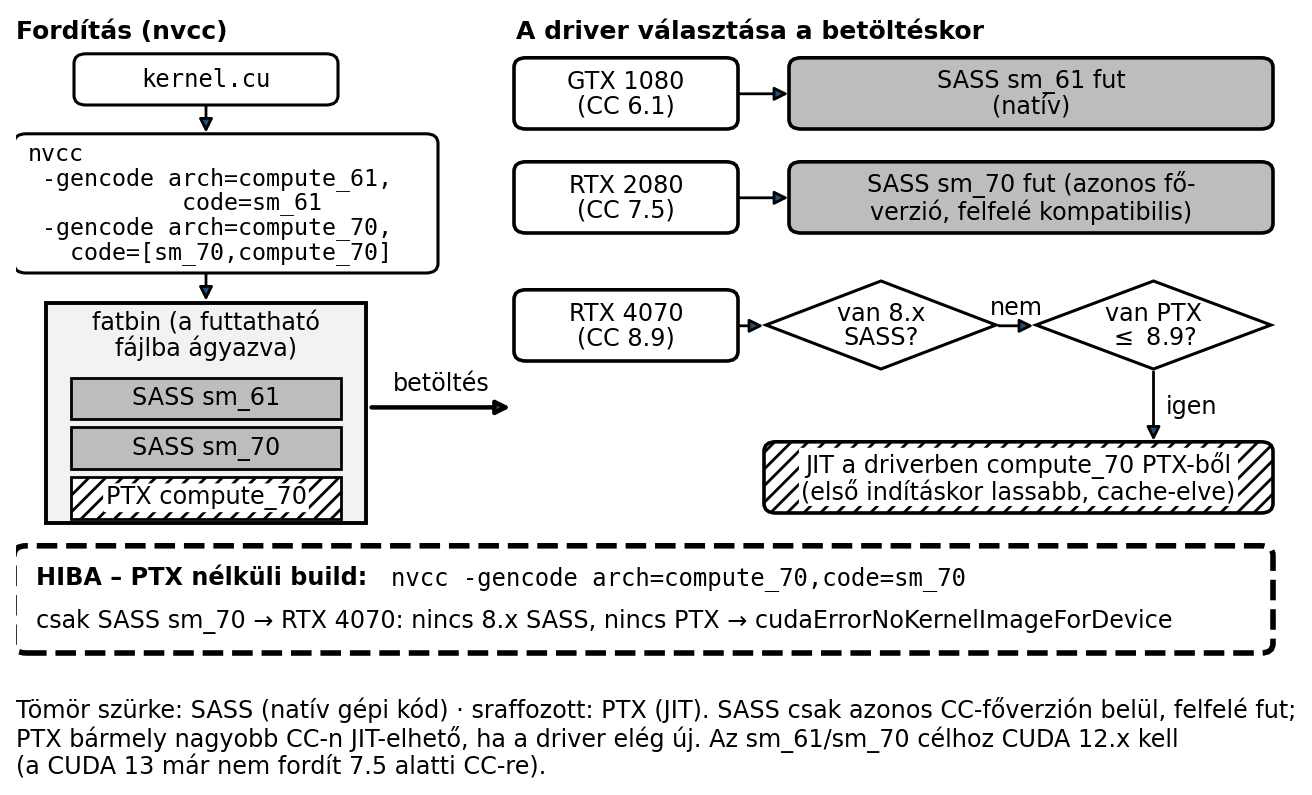 Fordítás (nvcc)
kernel.cu
nvcc
-gencode arch=compute_61,
code=sm_61
-gencode arch=compute_70,
code=[sm_70,compute_70]
fatbin (a futtatható
fájlba ágyazva)
SASS sm_61
SASS sm_70
PTX compute_70
betöltés
A driver választása a betöltéskor
GTX 1080
(CC 6.1)
SASS sm_61 fut
(natív)
RTX 2080
(CC 7.5)
SASS sm_70 fut (azonos fő-
verzió, felfelé kompatibilis)
RTX 4070
(CC 8.9)
van 8.x
SASS?
nem
van PTX
≤ 8.9?
igen
JIT a driverben compute_70 PTX-ből
(első indításkor lassabb, cache-elve)
HIBA – PTX nélküli build: nvcc -gencode arch=compute_70,code=sm_70
csak SASS sm_70 → RTX 4070: nincs 8.x SASS, nincs PTX → cudaErrorNoKernelImageForDevice
Tömör szürke: SASS (natív gépi kód) · sraffozott: PTX (JIT). SASS csak azonos CC-főverzión belül, felfelé fut;
PTX bármely nagyobb CC-n JIT-elhető, ha a driver elég új. Az sm_61/sm_70 célhoz CUDA 12.x kell
(a CUDA 13 már nem fordít 7.5 alatti CC-re).